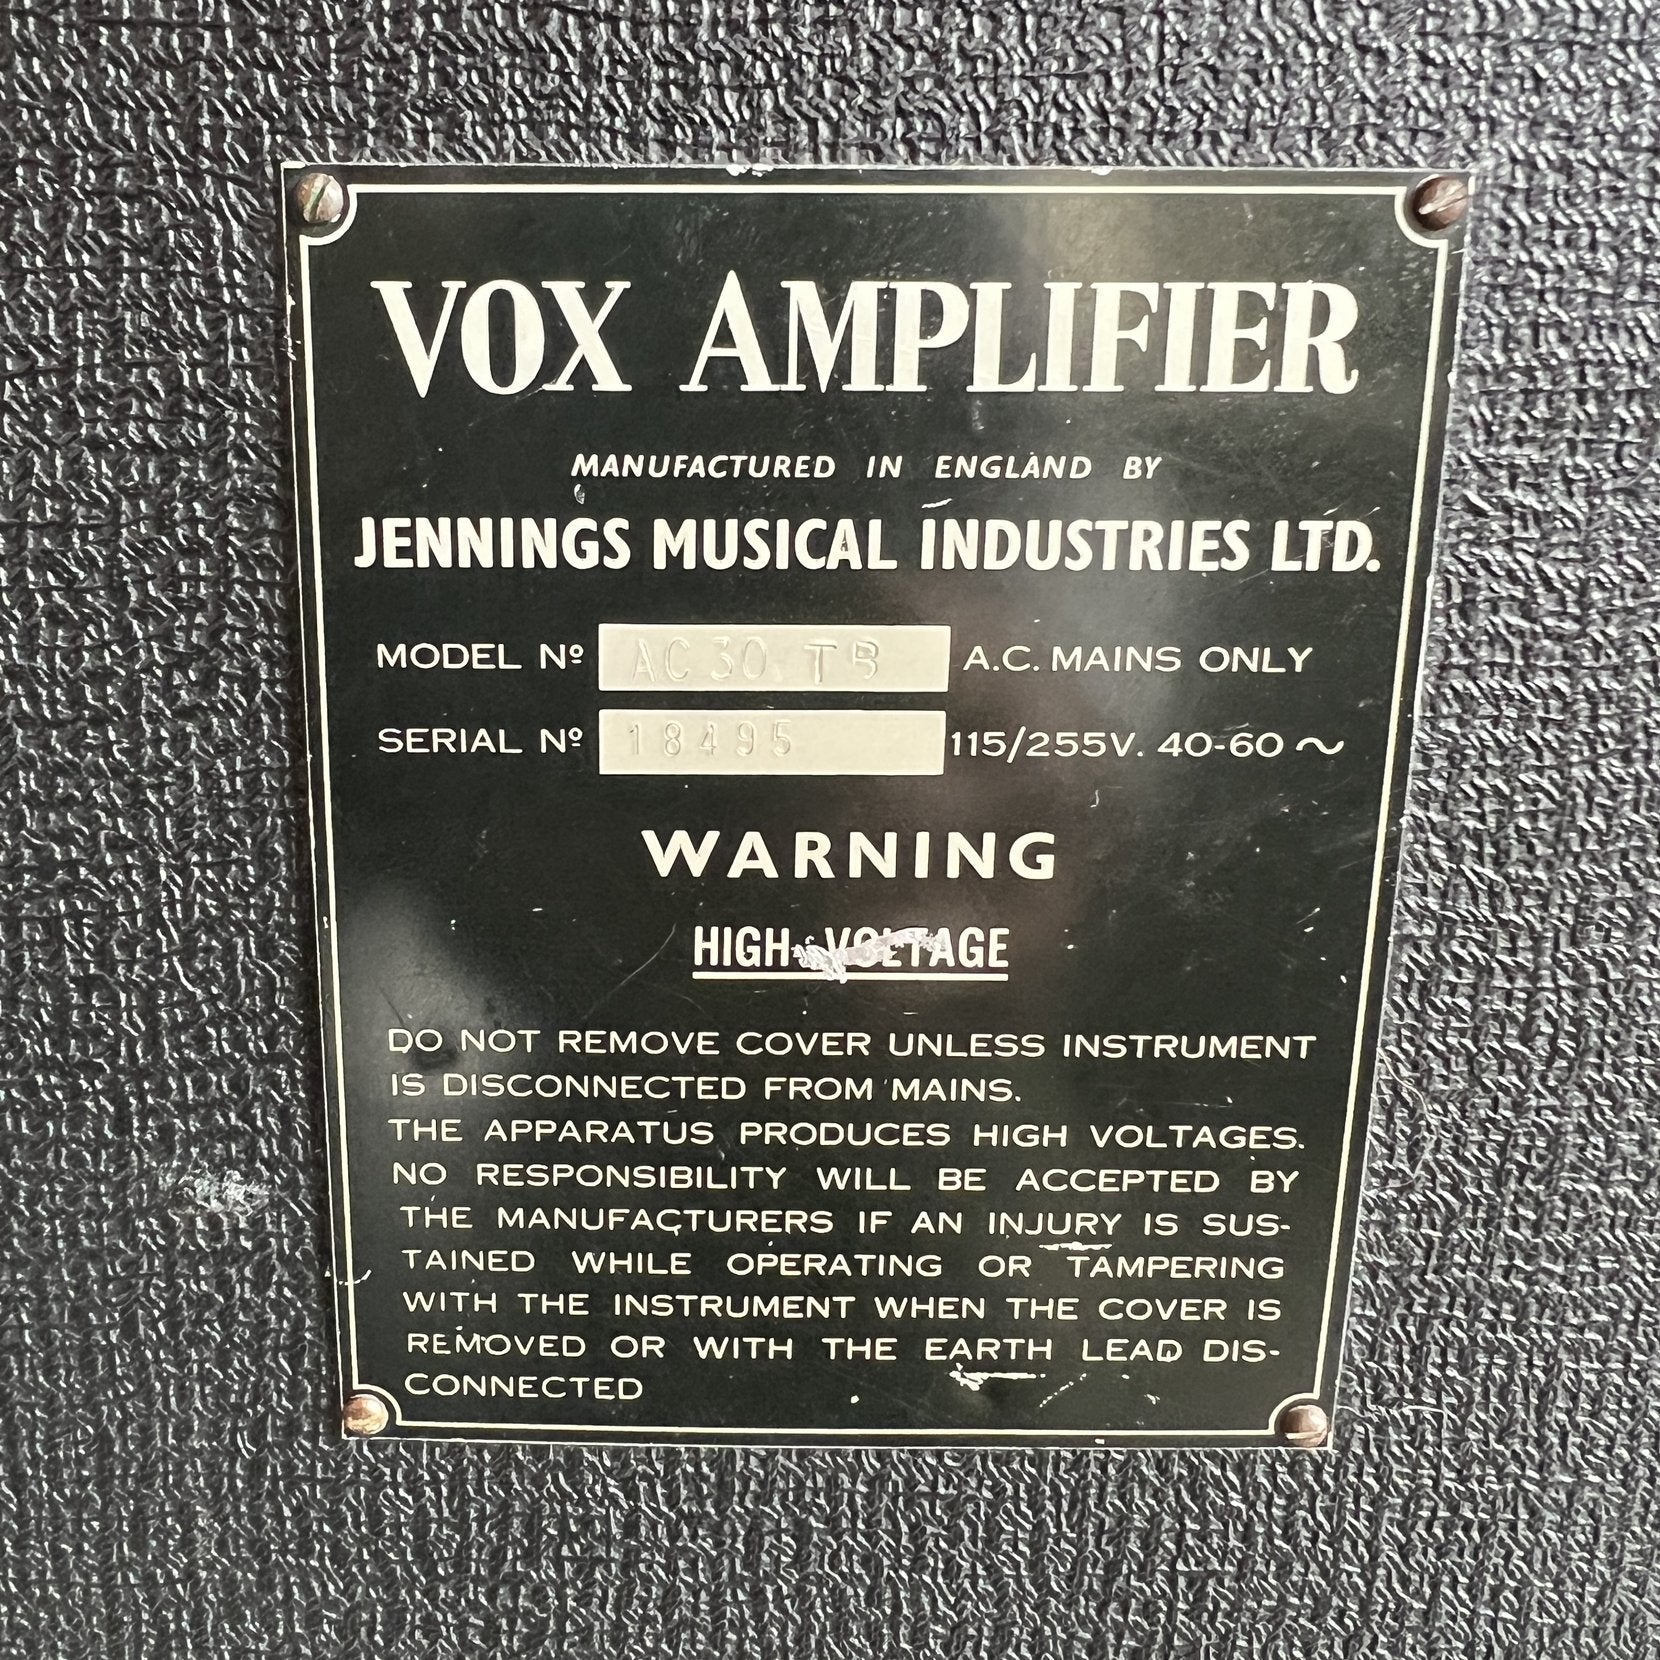 VOX AMPLIFIER
MANUFACTURED IN ENGLAND BY
JENNINGS MUSICAL INDUSTRIES LTD.
MODEL Nº AC30 TB A.C. MAINS ONLY
SERIAL Nº 18495 115/255V. 40-60 ~
WARNING
HIGH VOLTAGE
DO NOT REMOVE COVER UNLESS INSTRUMENT
IS DISCONNECTED FROM MAINS.
THE APPARATUS PRODUCES HIGH VOLTAGES.
NO RESPONSIBILITY WILL BE ACCEPTED BY
THE MANUFACTURERS IF AN INJURY IS SUS-
TAINED WHILE OPERATING OR TAMPERING
WITH THE INSTRUMENT WHEN THE COVER IS
REMOVED OR WITH THE EARTH LEAD DIS-
CONNECTED